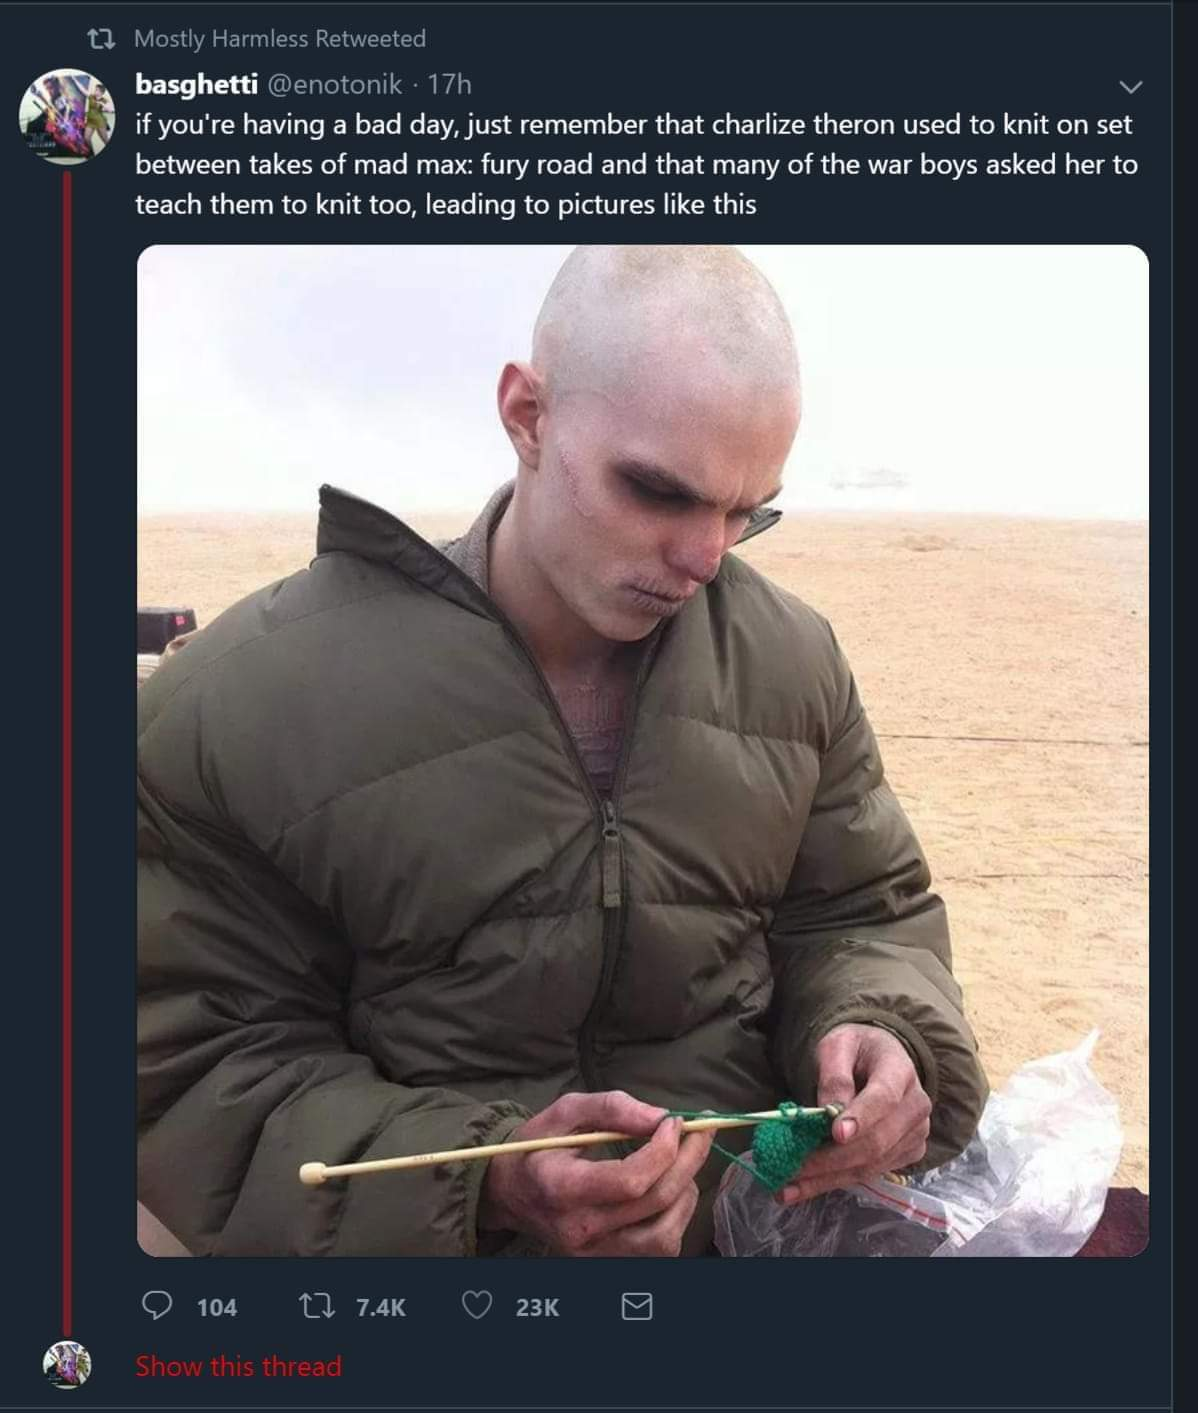 Mostly Harmless Retweeted
basghetti @enotonik · 17h
if you're having a bad day, just remember that charlize theron used to knit on set
between takes of mad max: fury road and that many of the war boys asked her to
teach them to knit too, leading to pictures like this
104 7.4K 23K
Show this thread